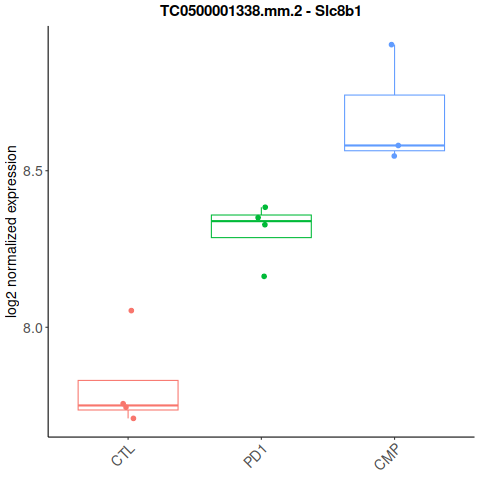 TC0500001338.mm.2 - Slc8b1
log2 normalized expression
8.5
8.0
CTL
PD1
CMP